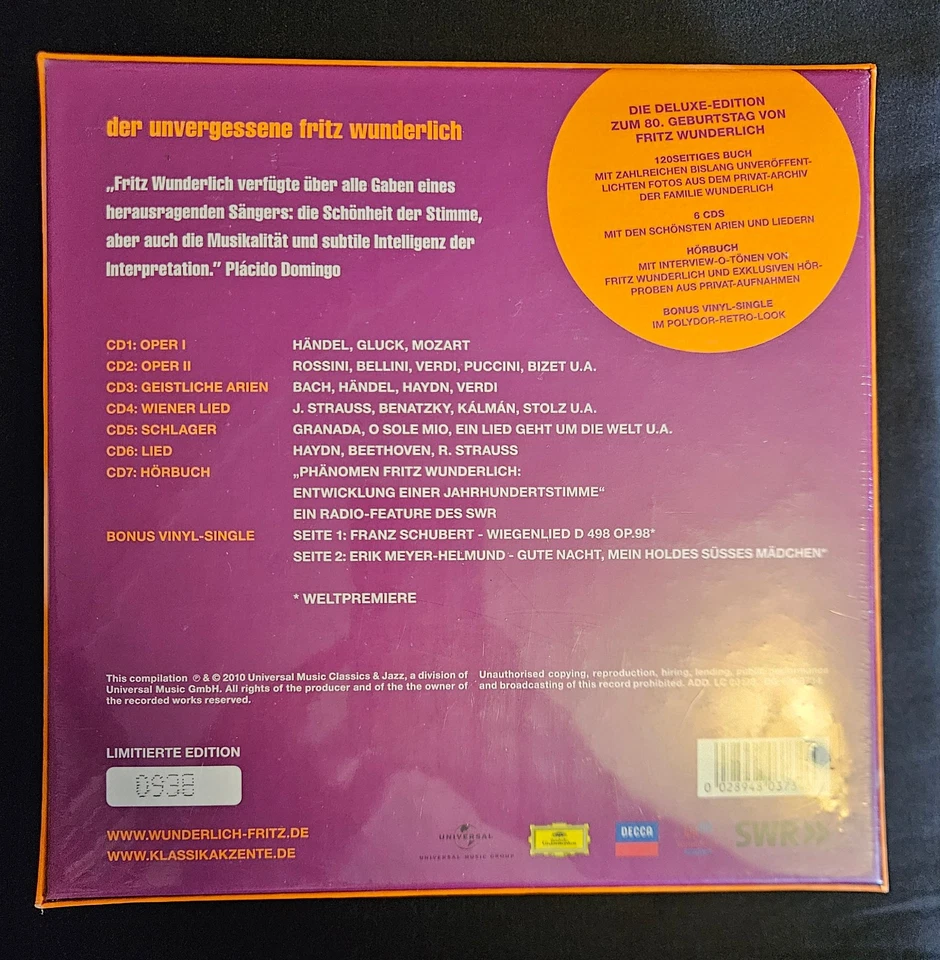 der unvergessene fritz wunderlich
„Fritz Wunderlich verfügte über alle Gaben eines
herausragenden Sängers: die Schönheit der Stimme,
aber auch die Musikalität und subtile Intelligenz der
Interpretation.” Plácido Domingo
DIE DELUXE-EDITION
ZUM 80. GEBURTSTAG VON
FRITZ WUNDERLICH
120SEITIGES BUCH
MIT ZAHLREICHEN BISLANG UNVERÖFFENT-
LICHTEN FOTOS AUS DEM PRIVAT-ARCHIV
DER FAMILIE WUNDERLICH
6 CDS
MIT DEN SCHÖNSTEN ARIEN UND LIEDERN
HÖRBUCH
MIT INTERVIEW-O-TÖNEN VON
FRITZ WUNDERLICH UND EXKLUSIVEN HÖR-
PROBEN AUS PRIVAT-AUFNAHMEN
BONUS VINYL-SINGLE
IM POLYDOR-RETRO-LOOK
CD1: OPER I HÄNDEL, GLUCK, MOZART
CD2: OPER II ROSSINI, BELLINI, VERDI, PUCCINI, BIZET U.A.
CD3: GEISTLICHE ARIEN BACH, HÄNDEL, HAYDN, VERDI
CD4: WIENER LIED J. STRAUSS, BENATZKY, KÁLMÁN, STOLZ U.A.
CD5: SCHLAGER GRANADA, O SOLE MIO, EIN LIED GEHT UM DIE WELT U.A.
CD6: LIED HAYDN, BEETHOVEN, R. STRAUSS
CD7: HÖRBUCH „PHÄNOMEN FRITZ WUNDERLICH:
ENTWICKLUNG EINER JAHRHUNDERTSTIMME“
EIN RADIO-FEATURE DES SWR
BONUS VINYL-SINGLE SEITE 1: FRANZ SCHUBERT - WIEGENLIED D 498 OP.98*
SEITE 2: ERIK MEYER-HELMUND - GUTE NACHT, MEIN HOLDES SÜSSES MÄDCHEN*
* WELTPREMIERE
This compilation ℗ & © 2010 Universal Music Classics & Jazz, a division of
Universal Music GmbH. All rights of the producer and of the the owner of
the recorded works reserved.
Unauthorised copying, reproduction, hiring, lending, public performance
and broadcasting of this record prohibited. ADD. LC
LIMITIERTE EDITION
0938
WWW.WUNDERLICH-FRITZ.DE
WWW.KLASSIKAKZENTE.DE
UNIVERSAL
UNIVERSAL MUSIC GROUP
Deutsche Grammophon
DECCA